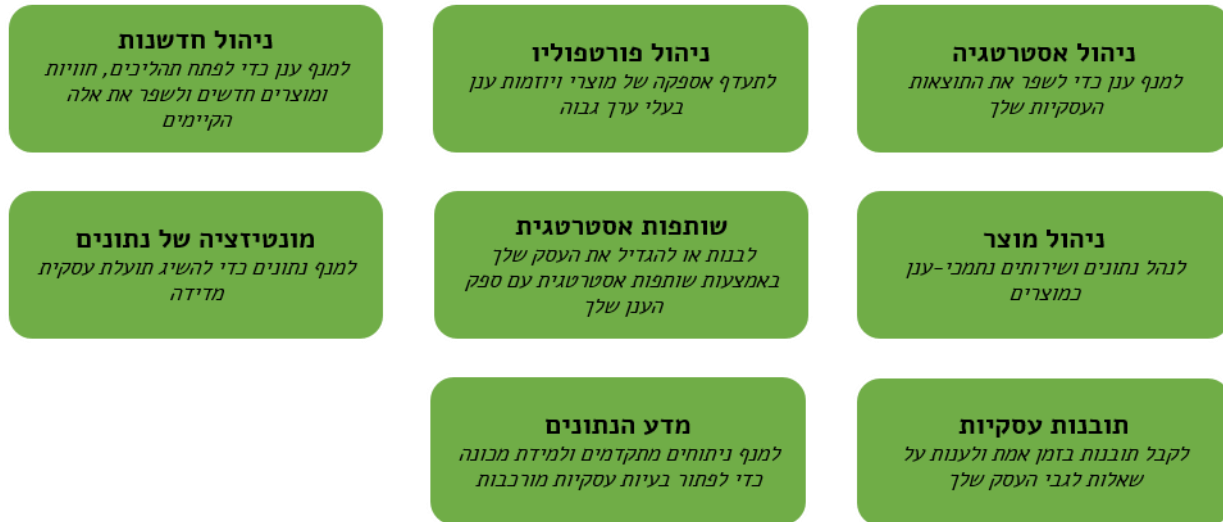 ניהול אסטרטגיה
למנף ענן כדי לשפר את התוצאות
העסקיות שלך
ניהול פורטפוליו
לתעדף אספקה של מוצרי ויוזמות ענן
בעלי ערך גבוה
ניהול חדשנות
למנף ענן כדי לפתח תהליכים, חוויות
ומוצרים חדשים ולשפר את אלה
הקיימים
ניהול מוצר
לנהל נתונים ושירותים נתמכי-ענן
כמוצרים
שותפות אסטרטגית
לבנות או להגדיל את העסק שלך
באמצעות שותפות אסטרטגית עם ספק
הענן שלך
מונטיזציה של נתונים
למנף נתונים כדי להשיג תועלת עסקית
מדידה
תובנות עסקיות
לקבל תובנות בזמן אמת ולענות על
שאלות לגבי העסק שלך
מדע הנתונים
למנף ניתוחים מתקדמים ולמידת מכונה
כדי לפתור בעיות עסקיות מורכבות